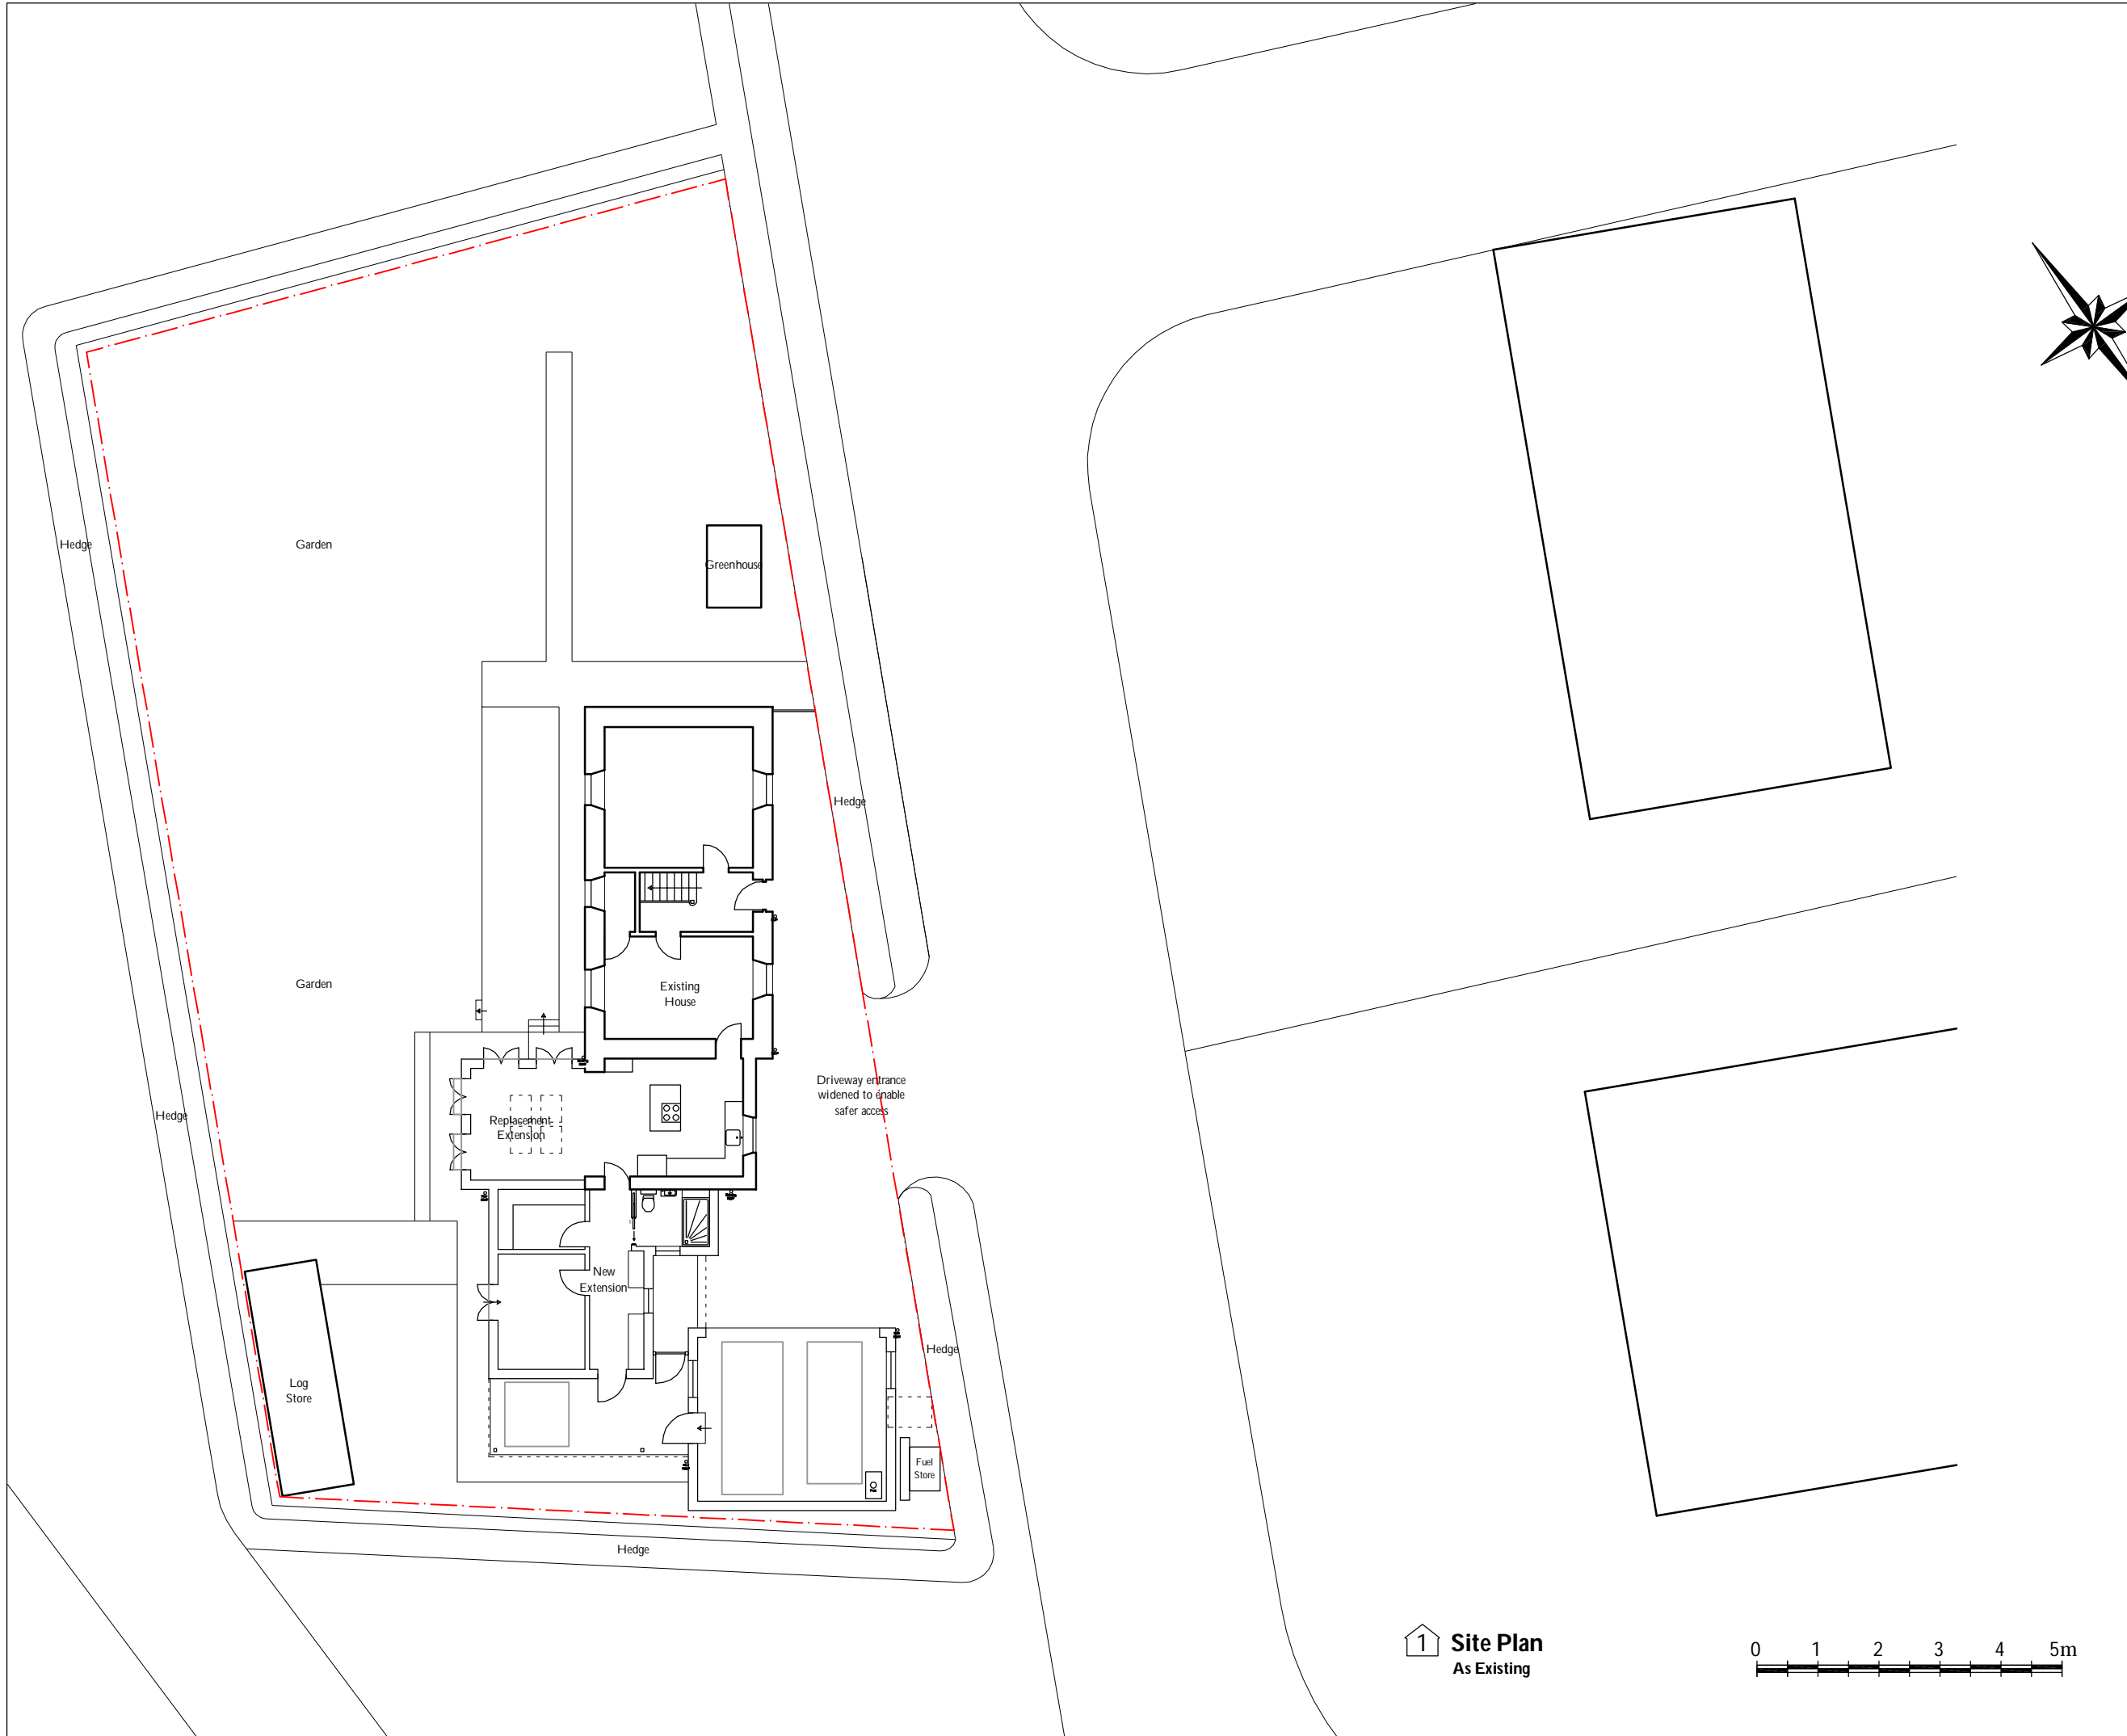 Hedge
Garden
Greenhouse
Hedge
Existing
House
Garden
Driveway entrance
widened to enable
safer access
Hedge
Replacement
Extension
New
Extension
Hedge
Log
Store
Fuel
Store
Hedge
1
Site Plan
As Existing
0 1 2 3 4 5m